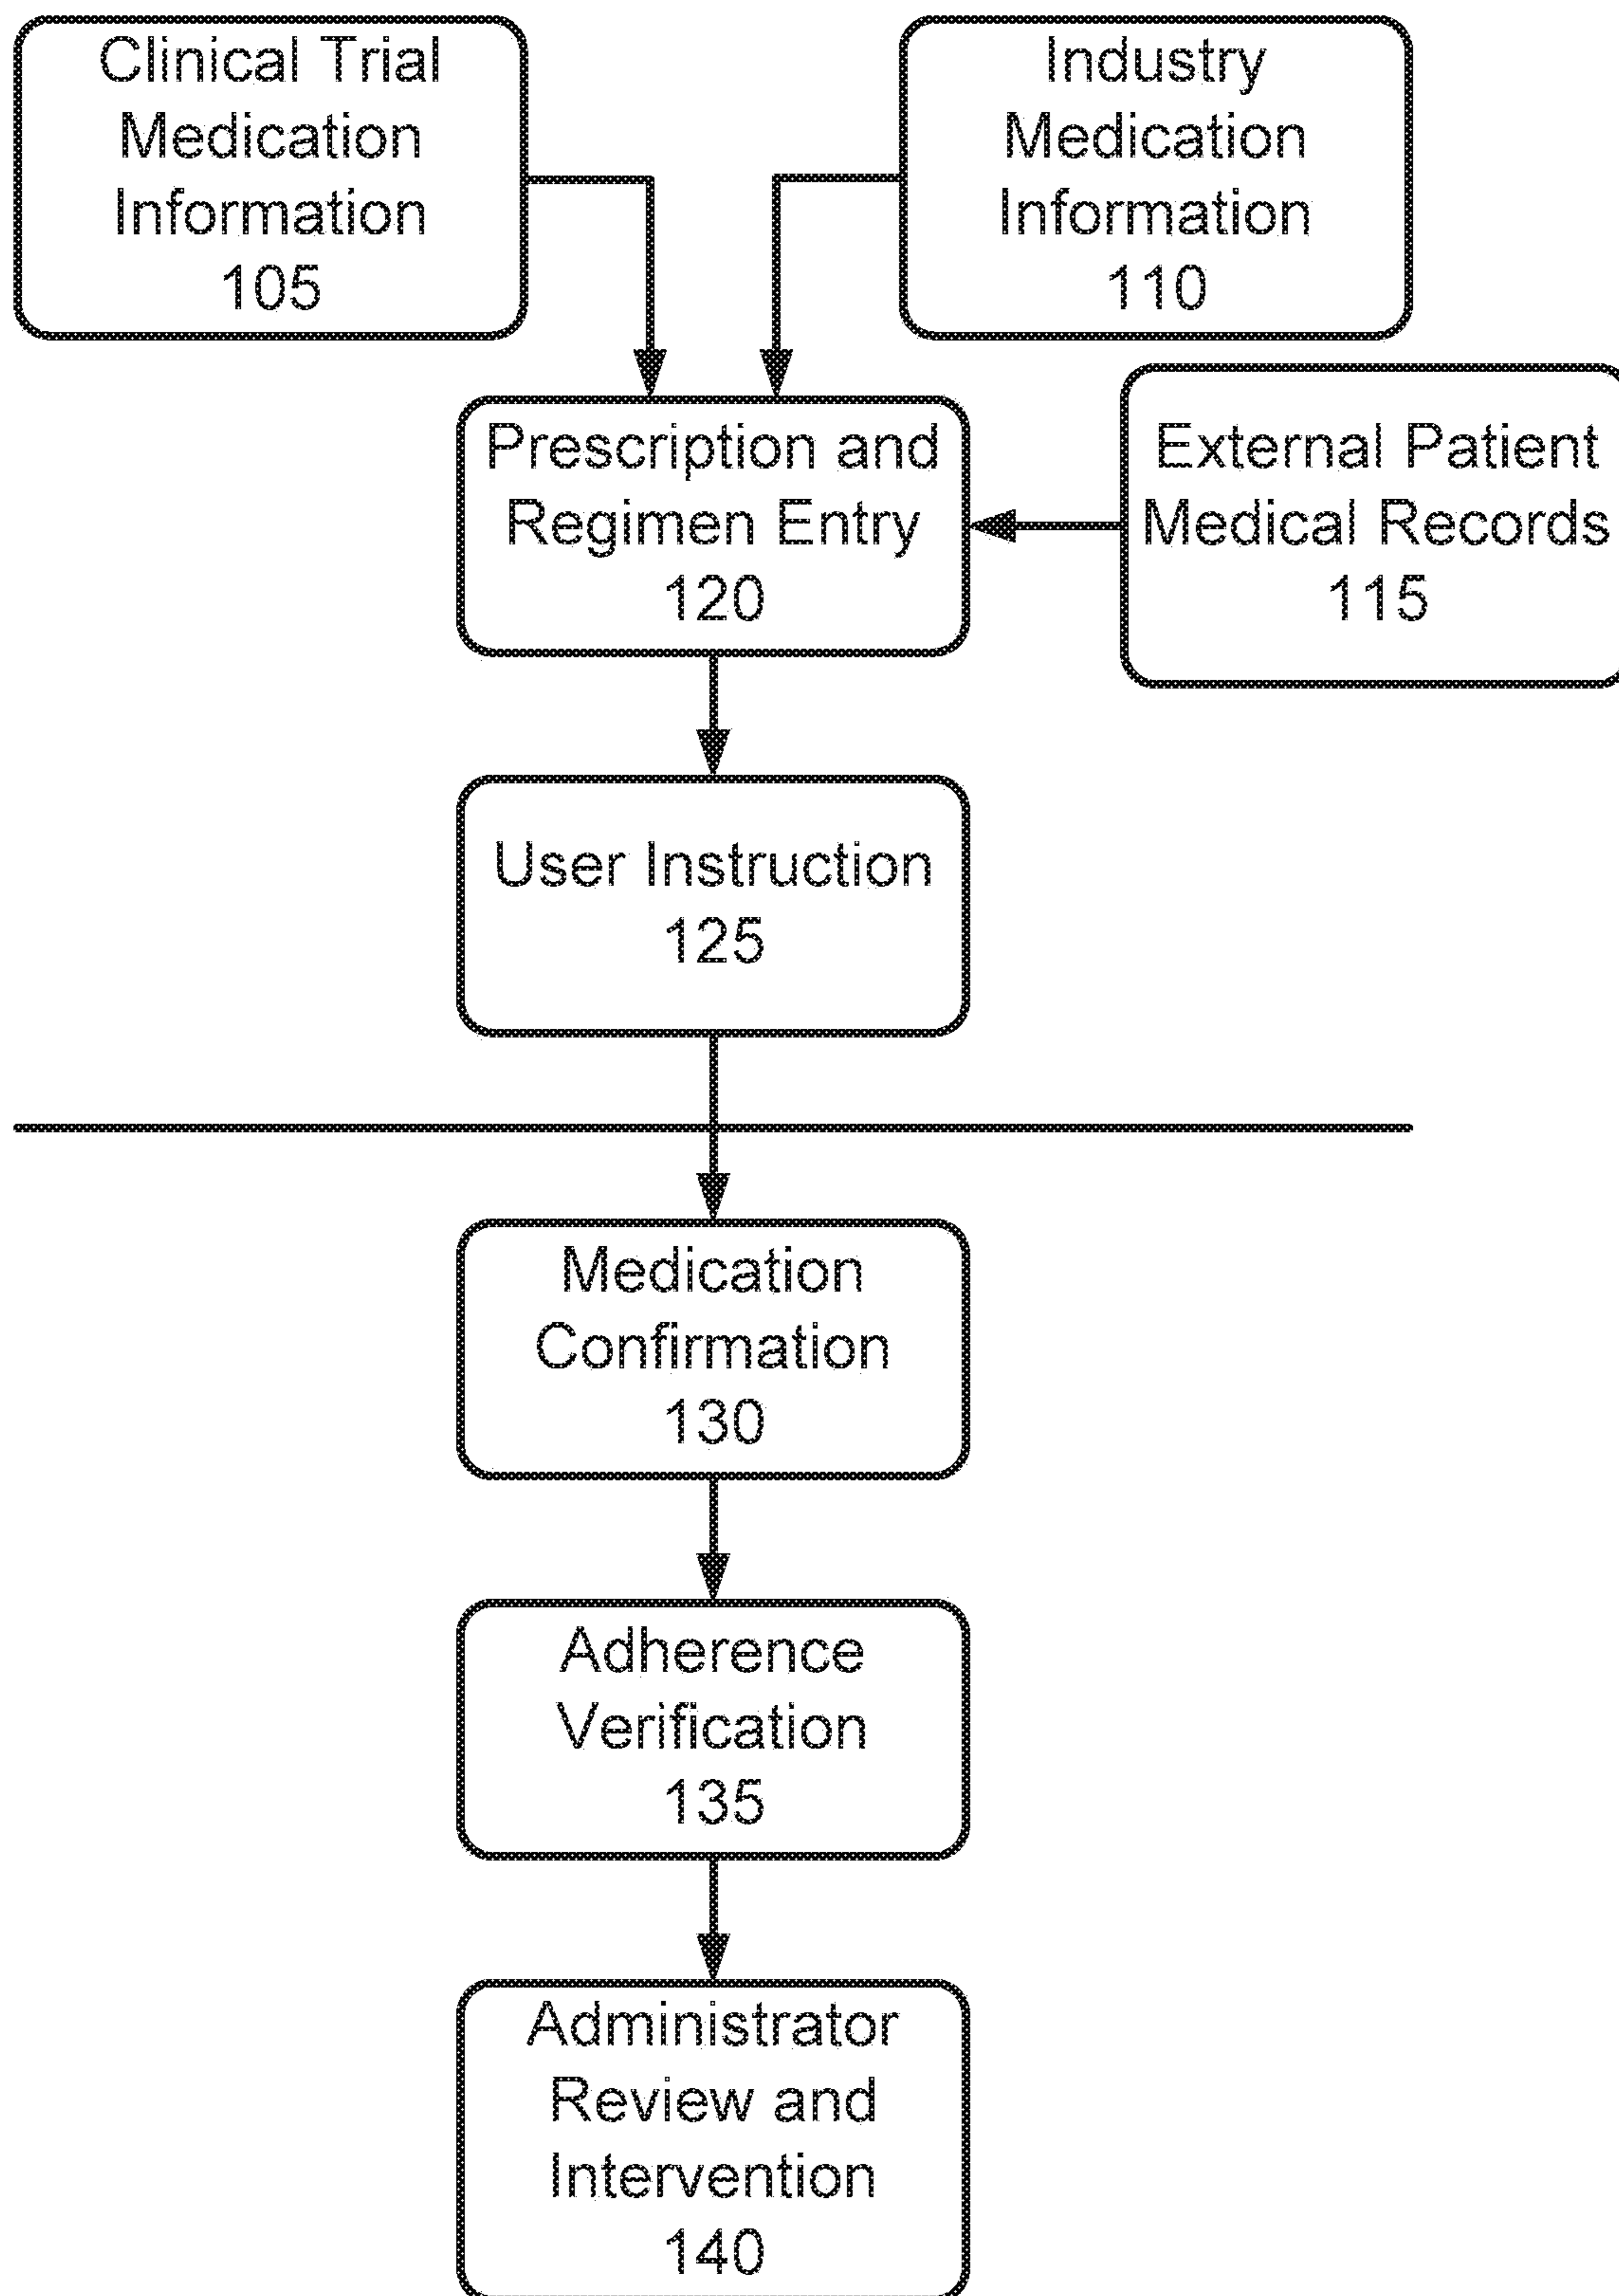 Clinical Trial
Medication
Information
105
Industry
Medication
Information
110
Prescription and
Regimen Entry
120
External Patient
Medical Records
115
User Instruction
125
Medication
Confirmation
130
Adherence
Verification
135
Administrator
Review and
Intervention
140